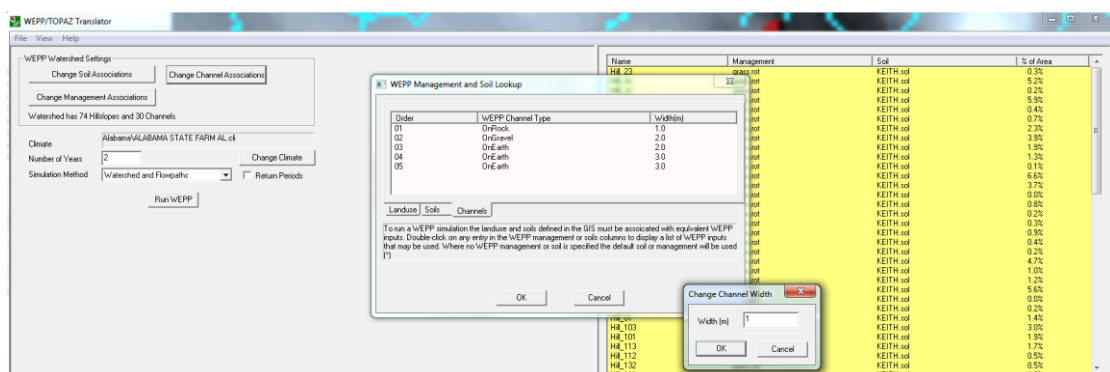 WEPP/TOPAZ Translator
File View Help
WEPP Watershed Settings
Change Soil Associations
Change Channel Associations
Change Management Associations
Watershed has 74 Hillslopes and 30 Channels.
Climate
Alabama\ALABAMA STATE FARM AL.cli
Number of Years
2
Change Climate
Simulation Method
Watershed and Flowpaths
Return Periods
Run WEPP
WEPP Management and Soil Lookup
Order WEPP Channel Type Width(m)
01 OnRock 1.0
02 OnGravel 2.0
03 OnEarth 2.0
04 OnEarth 3.0
05 OnEarth 3.0
Landuse Soils Channels
To run a WEPP simulation the landuse and soils defined in the GIS must be assoicated with equivalent WEPP
inputs. Double-click on any entry in the WEPP management or soils columns to display a list of WEPP inputs
that may be used. Where no WEPP management or soil is specified the default soil or management will be used
(*)
OK Cancel
Change Channel Width
Width (m) 1
OK Cancel
Name Management Soil % of Area
Hill_23 grass.rot KEITH.sol 0.3%
KEITH.sol 5.2%
KEITH.sol 0.2%
KEITH.sol 5.9%
KEITH.sol 0.4%
KEITH.sol 0.7%
KEITH.sol 2.3%
KEITH.sol 3.9%
KEITH.sol 1.9%
KEITH.sol 1.3%
KEITH.sol 0.1%
KEITH.sol 6.6%
KEITH.sol 3.7%
KEITH.sol 0.0%
KEITH.sol 0.8%
KEITH.sol 0.2%
KEITH.sol 0.3%
KEITH.sol 0.9%
KEITH.sol 0.4%
KEITH.sol 0.2%
KEITH.sol 4.7%
KEITH.sol 1.0%
KEITH.sol 1.2%
KEITH.sol 5.6%
KEITH.sol 0.0%
KEITH.sol 0.2%
KEITH.sol 1.4%
Hill_103 KEITH.sol 3.0%
Hill_101 KEITH.sol 1.9%
Hill_113 KEITH.sol 1.7%
Hill_112 KEITH.sol 0.5%
Hill_132 KEITH.sol 0.5%